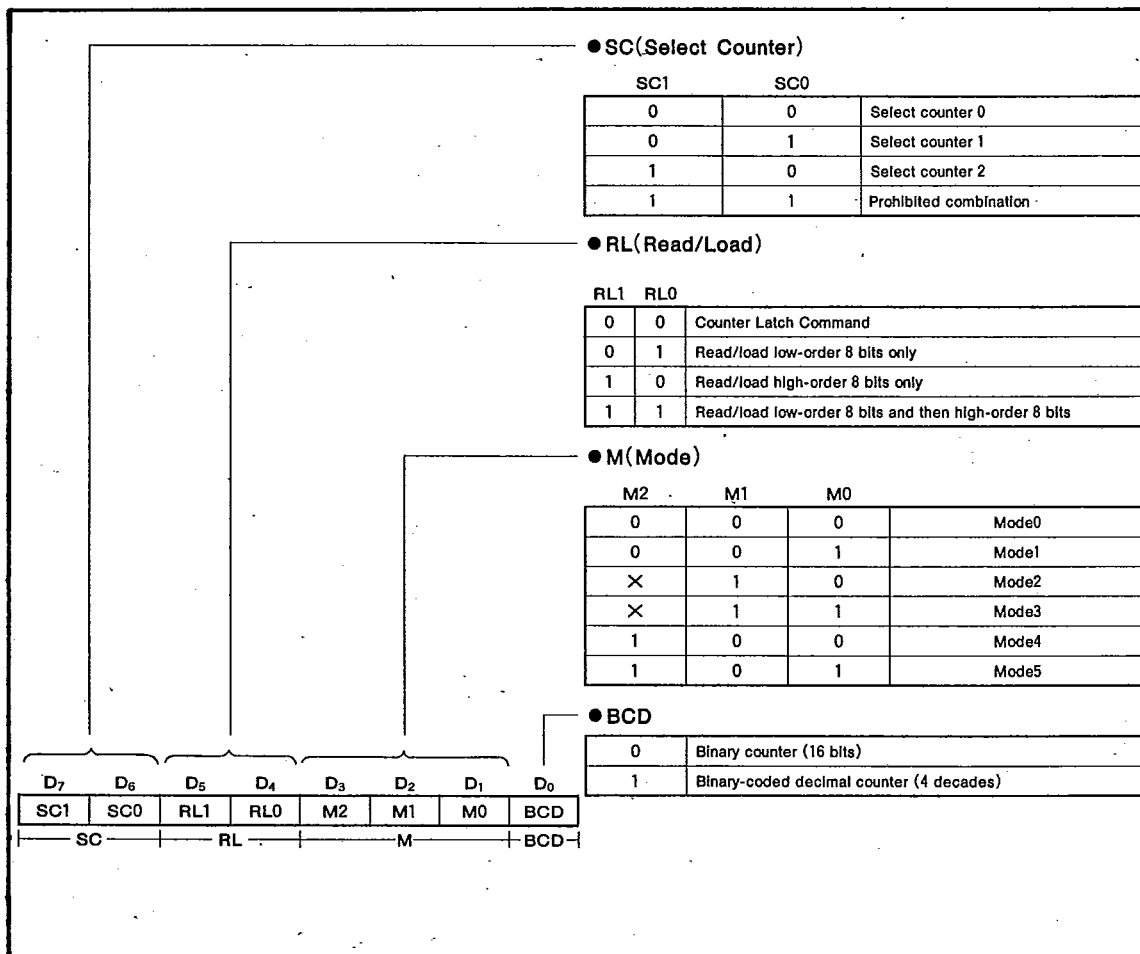 ●SC(Select Counter)
SC1 SC0
0 0 Select counter 0
0 1 Select counter 1
1 0 Select counter 2
1 1 Prohibited combination
●RL(Read/Load)
RL1 RL0
0 0 Counter Latch Command
0 1 Read/load low-order 8 bits only
1 0 Read/load high-order 8 bits only
1 1 Read/load low-order 8 bits and then high-order 8 bits
●M(Mode)
M2 M1 M0
0 0 0 Mode0
0 0 1 Mode1
× 1 0 Mode2
× 1 1 Mode3
1 0 0 Mode4
1 0 1 Mode5
●BCD
0 Binary counter (16 bits)
1 Binary-coded decimal counter (4 decades)
D7 D6 D5 D4 D3 D2 D1 D0
SC1 SC0 RL1 RL0 M2 M1 M0 BCD
SC RL M BCD